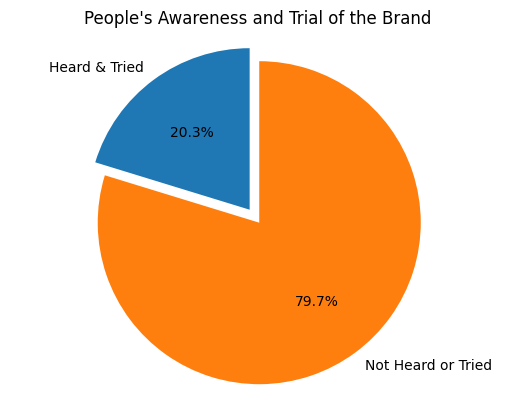 People's Awareness and Trial of the Brand
Heard & Tried
20.3%
79.7%
Not Heard or Tried